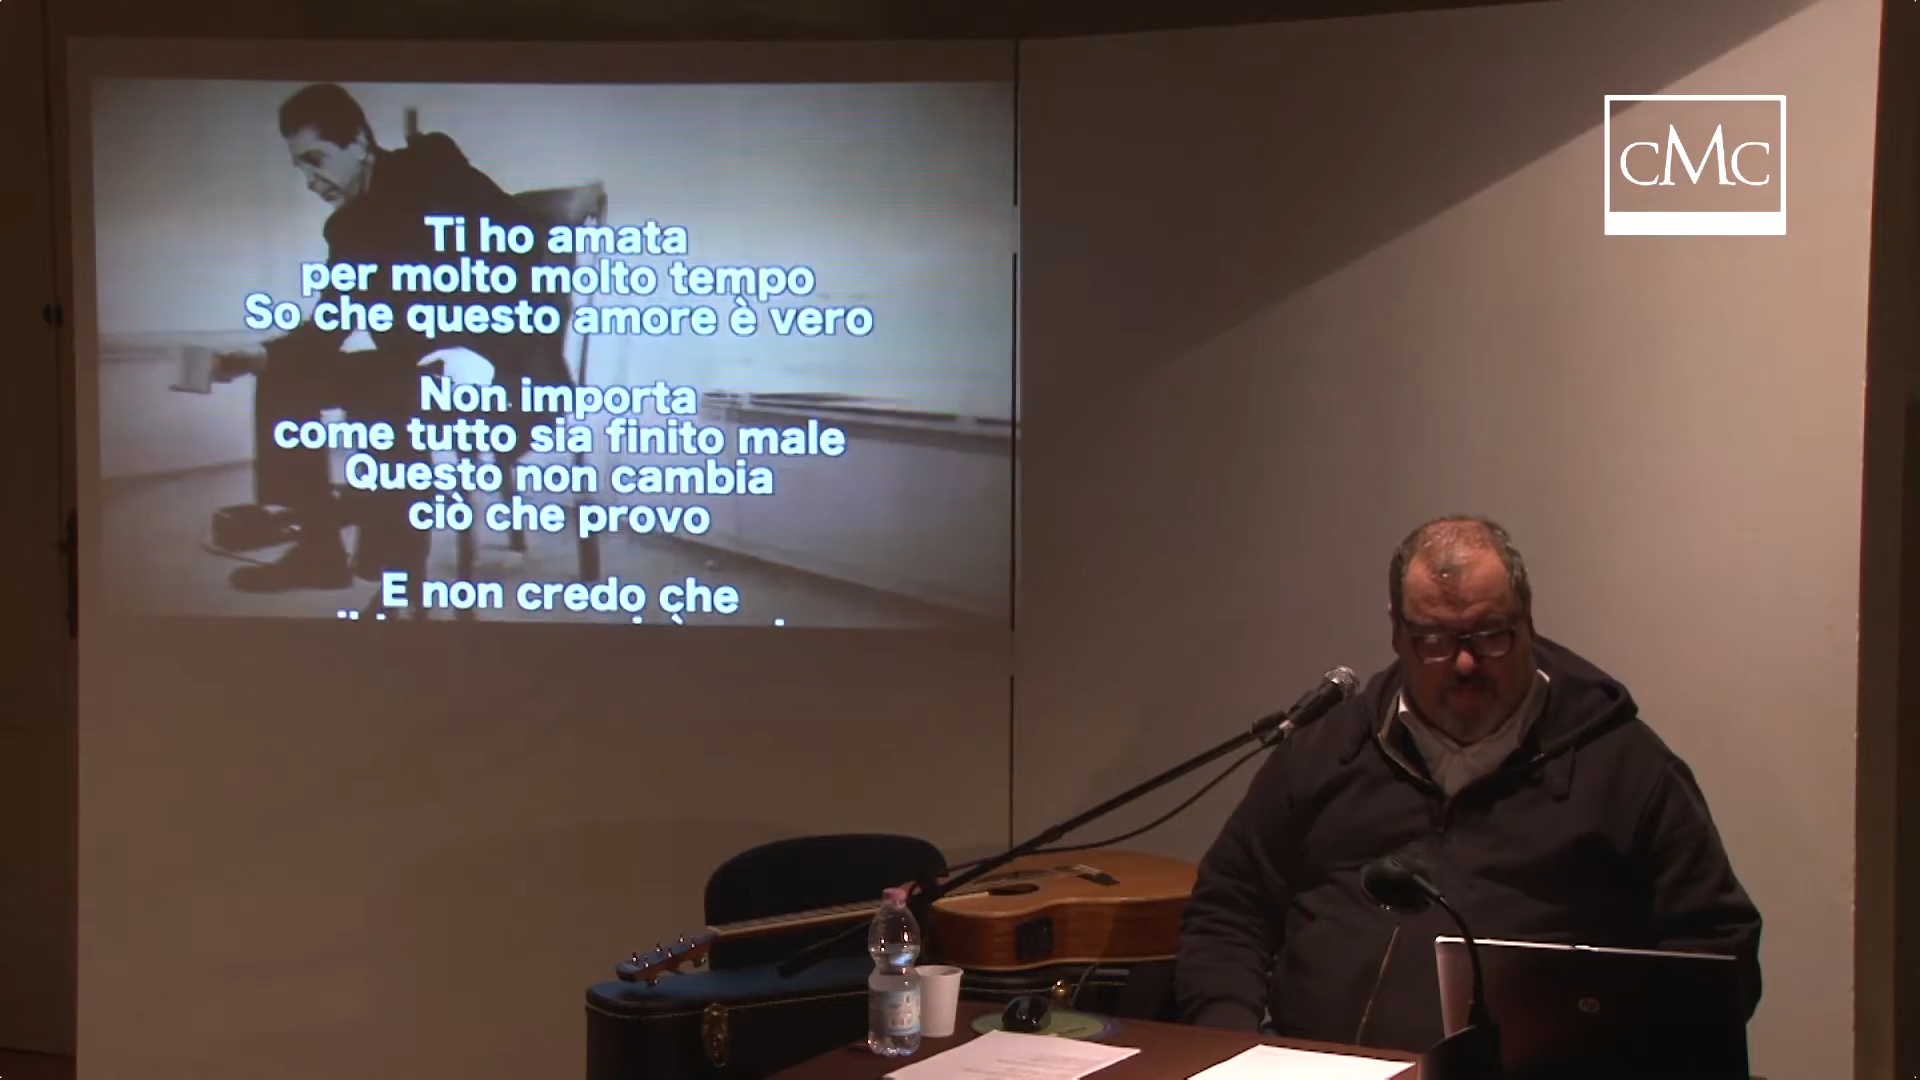 Ti ho amata
per molto molto tempo
So che questo amore è vero
Non importa
come tutto sia finito male
Questo non cambia
ciò che provo
E non credo che
CMC
hp